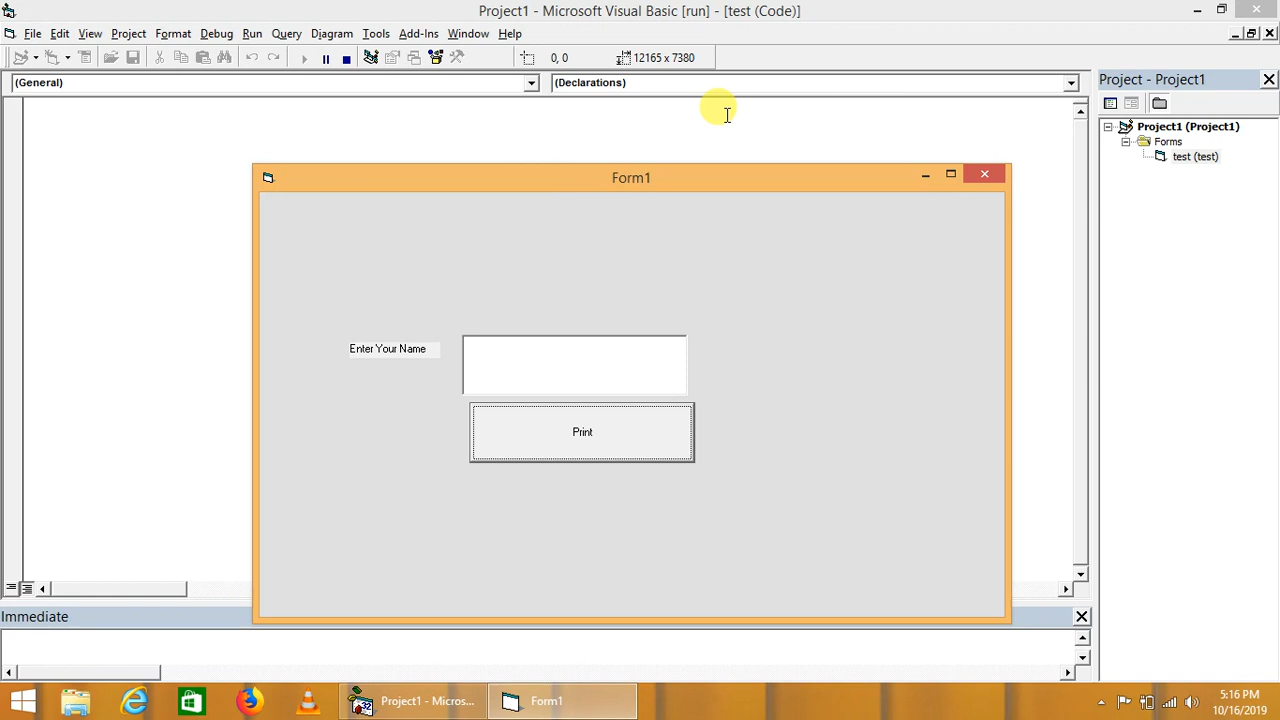 Project1 - Microsoft Visual Basic [run] - [test (Code)]
File Edit View Project Format Debug Run Query Diagram Tools Add-Ins Window Help
0, 0 12165 x 7380
(General) (Declarations)
Project - Project1
Project1 (Project1)
Forms
test (test)
Form1
Enter Your Name
Print
Immediate
Project1 - Micros...
Form1
5:16 PM
10/16/2019